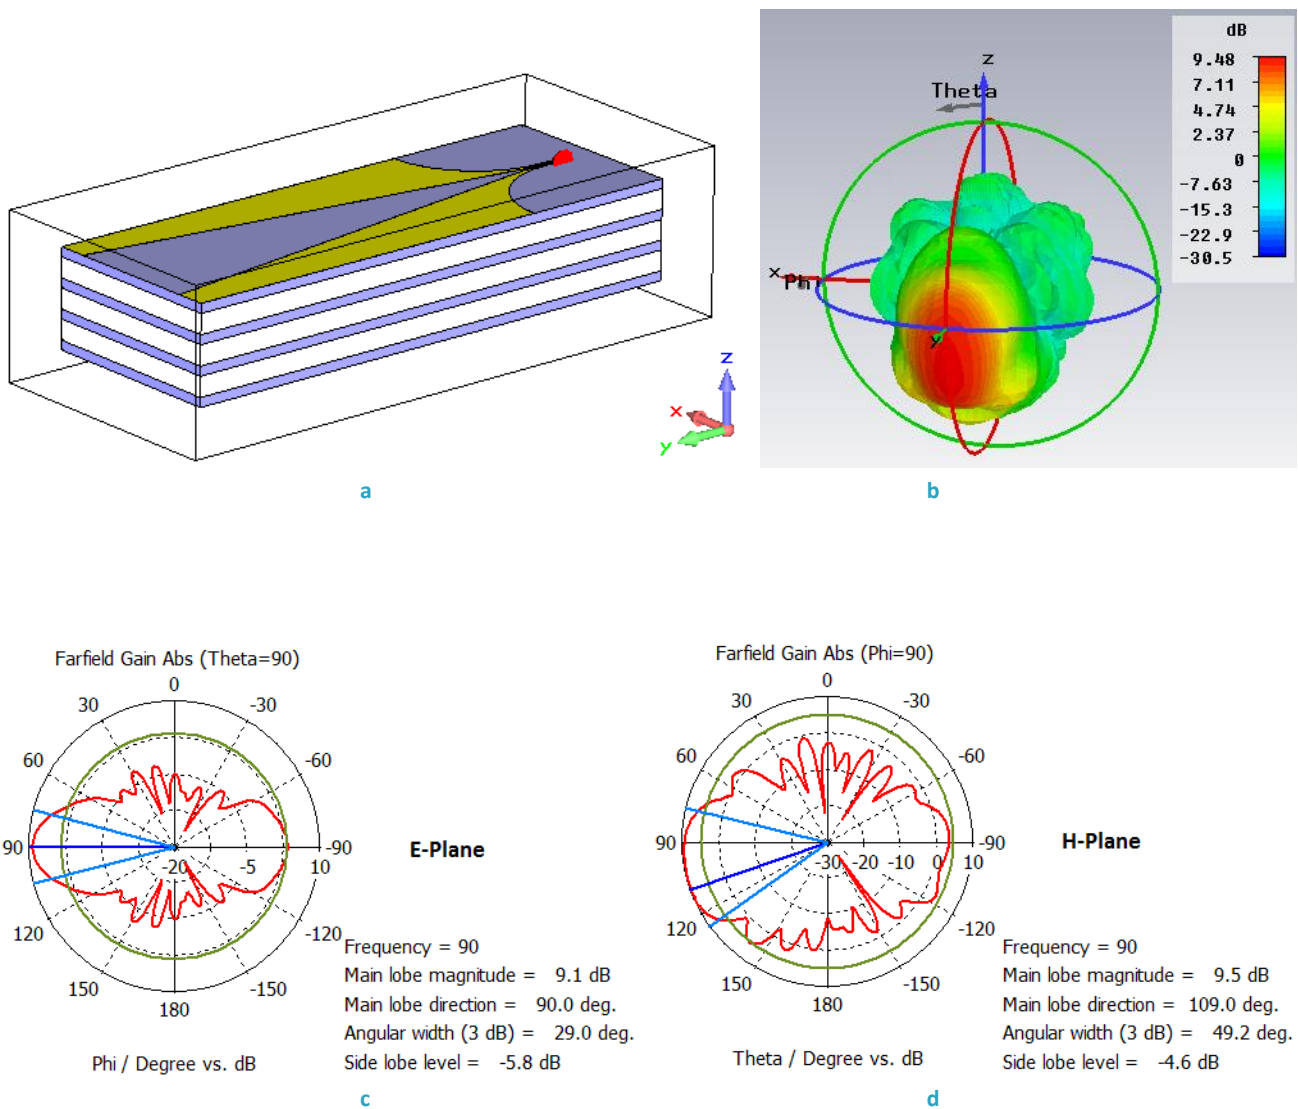 x
y
z
a
dB
9.48
7.11
4.74
2.37
0
-7.63
-15.3
-22.9
-30.5
z
Theta
x
Phi
y
b
Farfield Gain Abs (Theta=90)
0
30
-30
60
-60
90
-90
-20
-5
10
120
-120
150
-150
180
E-Plane
Frequency = 90
Main lobe magnitude = 9.1 dB
Main lobe direction = 90.0 deg.
Angular width (3 dB) = 29.0 deg.
Side lobe level = -5.8 dB
Phi / Degree vs. dB
c
Farfield Gain Abs (Phi=90)
0
30
-30
60
-60
90
-90
-30
-20
-10
0
10
120
-120
150
-150
180
H-Plane
Frequency = 90
Main lobe magnitude = 9.5 dB
Main lobe direction = 109.0 deg.
Angular width (3 dB) = 49.2 deg.
Side lobe level = -4.6 dB
Theta / Degree vs. dB
d